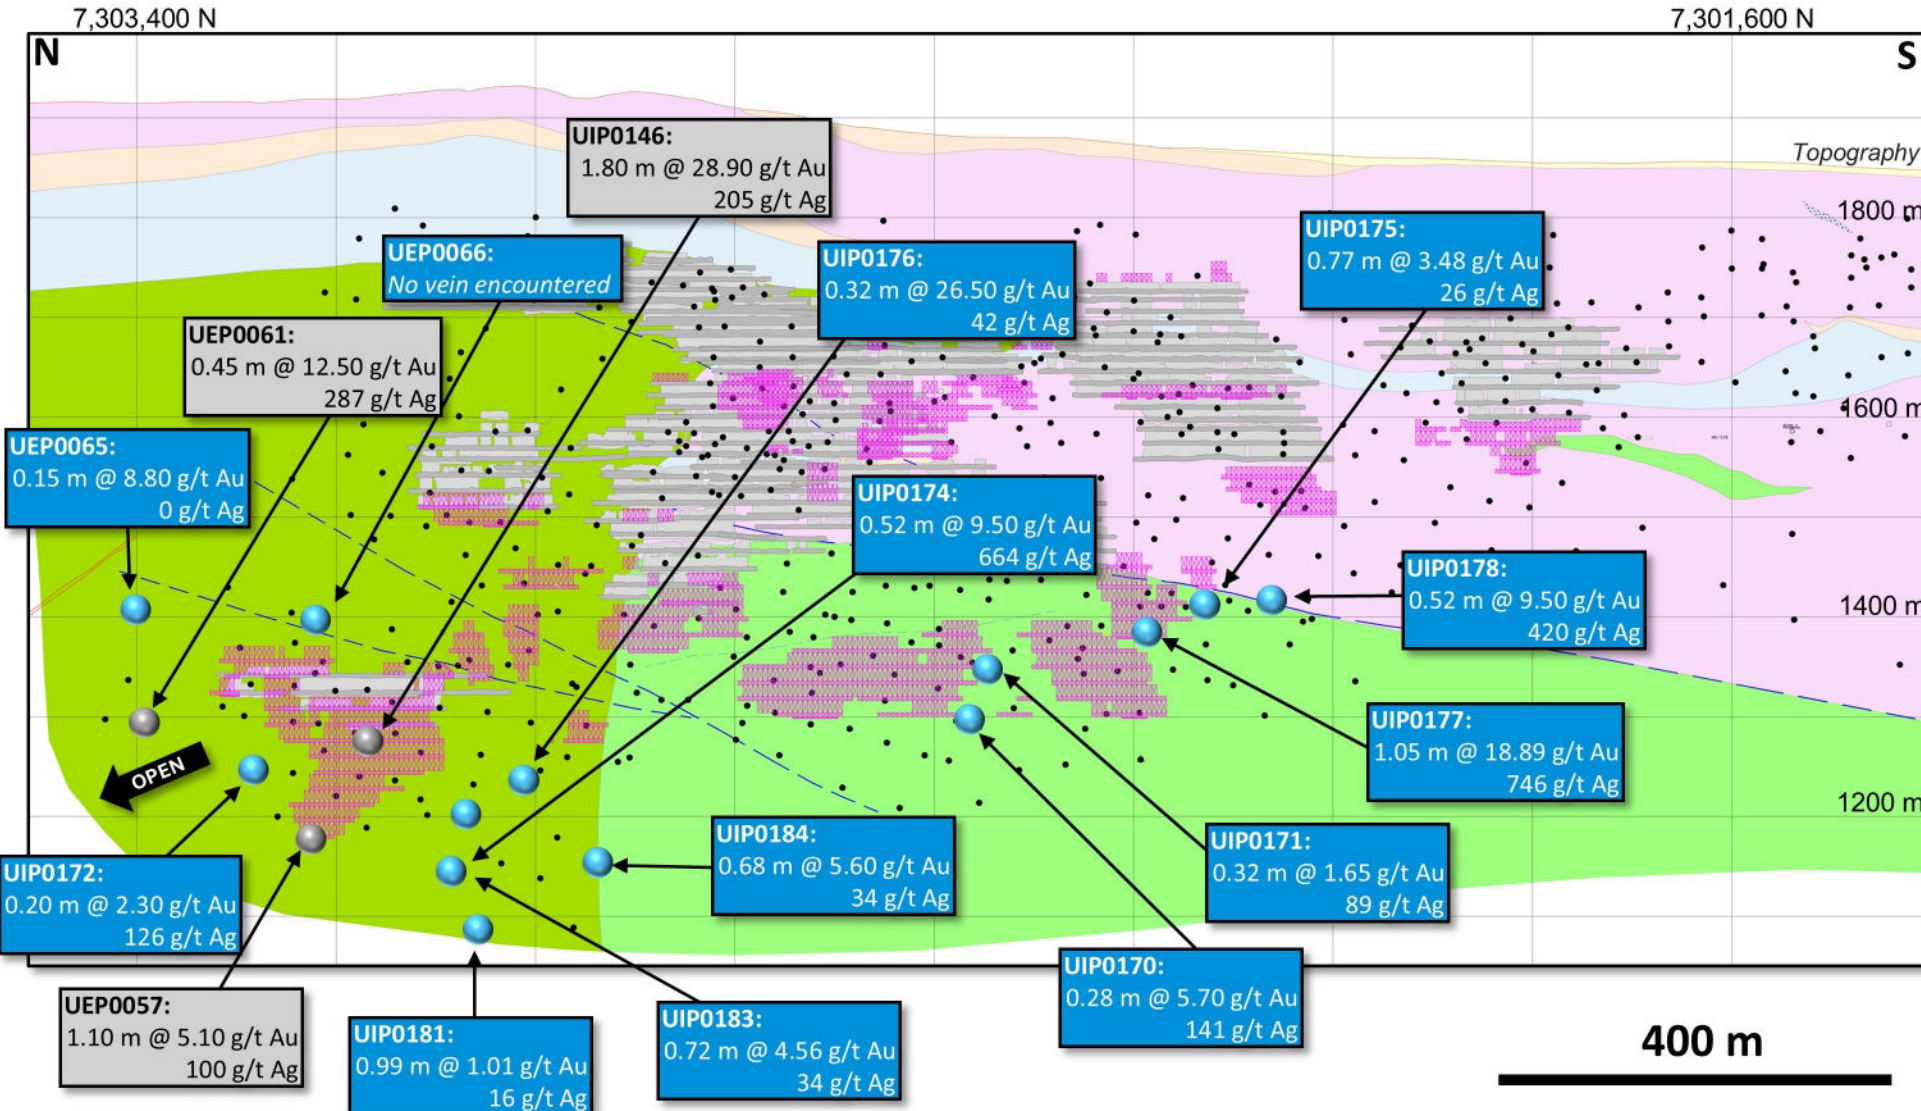 7,303,400 N
7,301,600 N
N
S
UIP0146:
1.80 m @ 28.90 g/t Au
205 g/t Ag
Topography
1800 m
UEP0066:
No vein encountered
UIP0176:
0.32 m @ 26.50 g/t Au
42 g/t Ag
UIP0175:
0.77 m @ 3.48 g/t Au
26 g/t Ag
UEP0061:
0.45 m @ 12.50 g/t Au
287 g/t Ag
1600 m
UEP0065:
0.15 m @ 8.80 g/t Au
0 g/t Ag
UIP0174:
0.52 m @ 9.50 g/t Au
664 g/t Ag
UIP0178:
0.52 m @ 9.50 g/t Au
420 g/t Ag
1400 m
UIP0177:
1.05 m @ 18.89 g/t Au
746 g/t Ag
OPEN
1200 m
UIP0184:
0.68 m @ 5.60 g/t Au
34 g/t Ag
UIP0171:
0.32 m @ 1.65 g/t Au
89 g/t Ag
UIP0172:
0.20 m @ 2.30 g/t Au
126 g/t Ag
UIP0170:
0.28 m @ 5.70 g/t Au
141 g/t Ag
UEP0057:
1.10 m @ 5.10 g/t Au
100 g/t Ag
UIP0181:
0.99 m @ 1.01 g/t Au
16 g/t Ag
UIP0183:
0.72 m @ 4.56 g/t Au
34 g/t Ag
400 m